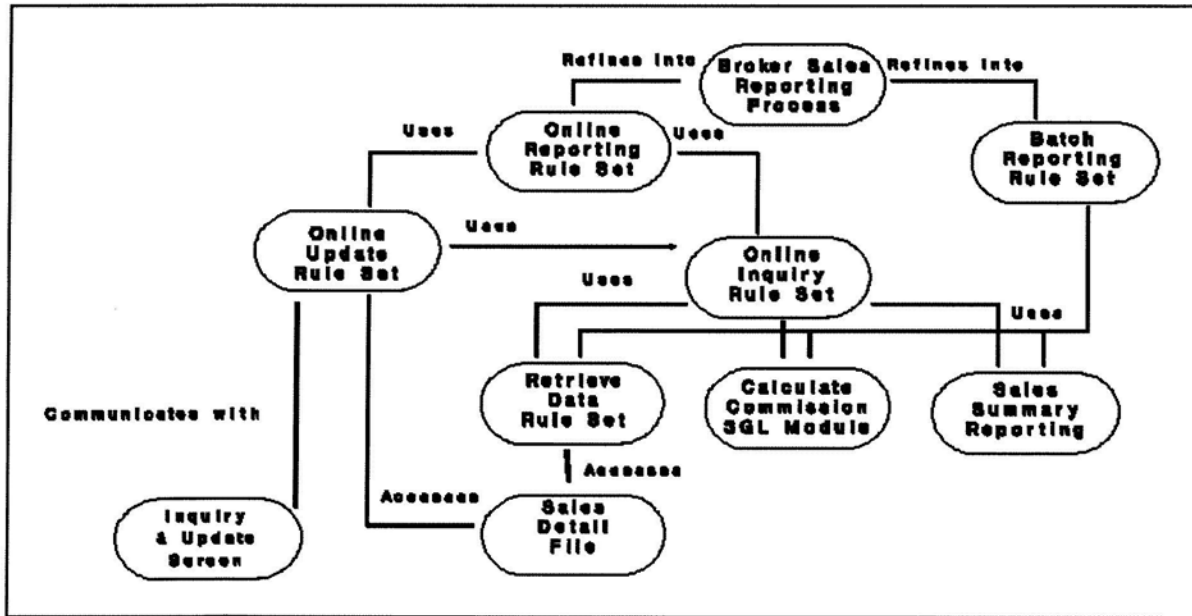 Refines into
Broker Sales
Reporting
Process
Refines into
Uses
Online
Reporting
Rule Set
Uses
Batch
Reporting
Rule Set
Online
Update
Rule Set
Uses
Online
Inquiry
Rule Set
Uses
Uses
Retrieve
Data
Rule Set
Calculate
Commission
SGL Module
Sales
Summary
Reporting
Communicates with
Accesses
Accesses
Inquiry
& Update
Screen
Sales
Detail
File